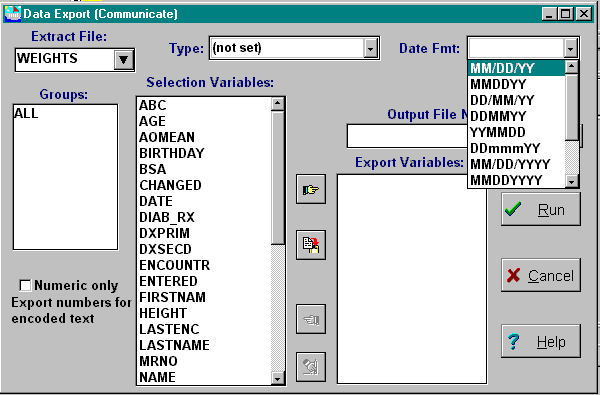 Data Export (Communicate)
Extract File:
Type:
(not set)
Date Fmt:
WEIGHTS
MM/DD/YY
MMDDYY
DD/MM/YY
DDMMYY
YYMMDD
DDmmmYY
MM/DD/YYYY
MMDDYYYY
Groups:
ALL
Selection Variables:
ABC
AGE
AOMEAN
BIRTHDAY
BSA
CHANGED
DATE
DIAB_RX
DXPRIM
DXSECD
ENCOUNTR
ENTERED
FIRSTNAM
HEIGHT
LASTENC
LASTNAME
MRNO
NAME
Output File N
Export Variables:
Numeric only
Export numbers for
encoded text
Run
Cancel
? Help